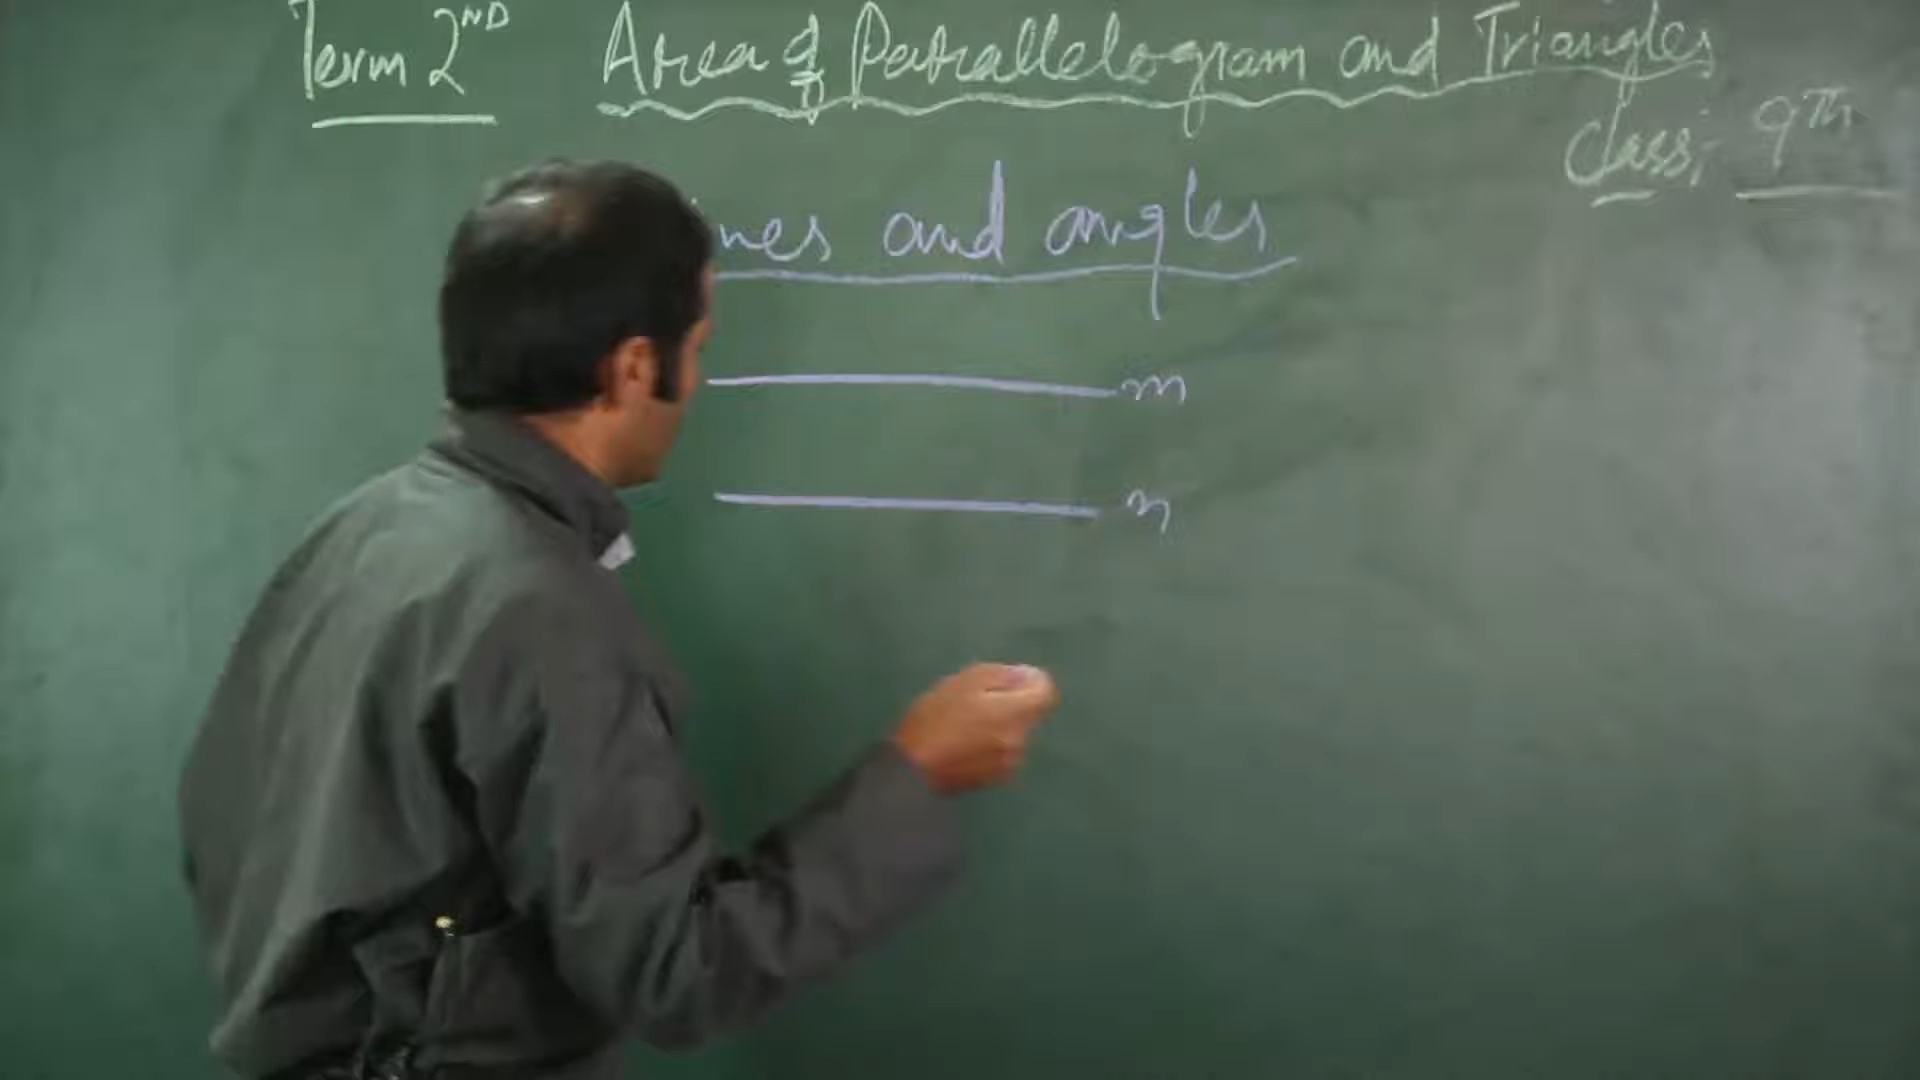 Term 2ND Area of Parallelogram and Triangles
Class:- 9Th
ines and angles
m
n